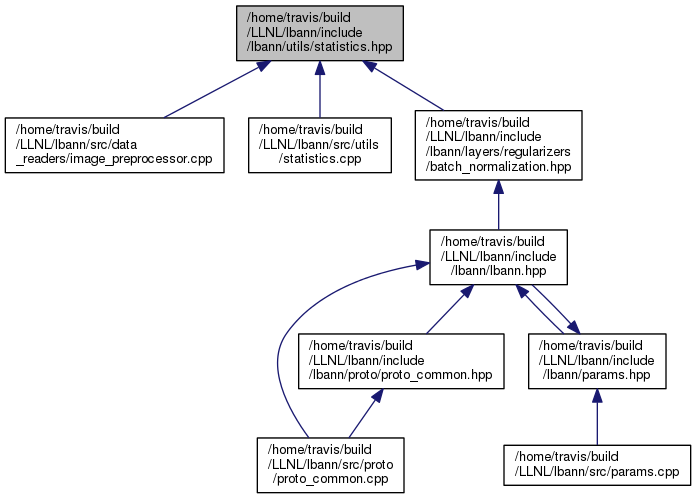 /home/travis/build
/LLNL/lbann/include
/lbann/utils/statistics.hpp
/home/travis/build
/LLNL/lbann/src/data
_readers/image_preprocessor.cpp
/home/travis/build
/LLNL/lbann/src/utils
/statistics.cpp
/home/travis/build
/LLNL/lbann/include
/lbann/layers/regularizers
/batch_normalization.hpp
/home/travis/build
/LLNL/lbann/include
/lbann/lbann.hpp
/home/travis/build
/LLNL/lbann/include
/lbann/proto/proto_common.hpp
/home/travis/build
/LLNL/lbann/include
/lbann/params.hpp
/home/travis/build
/LLNL/lbann/src/proto
/proto_common.cpp
/home/travis/build
/LLNL/lbann/src/params.cpp